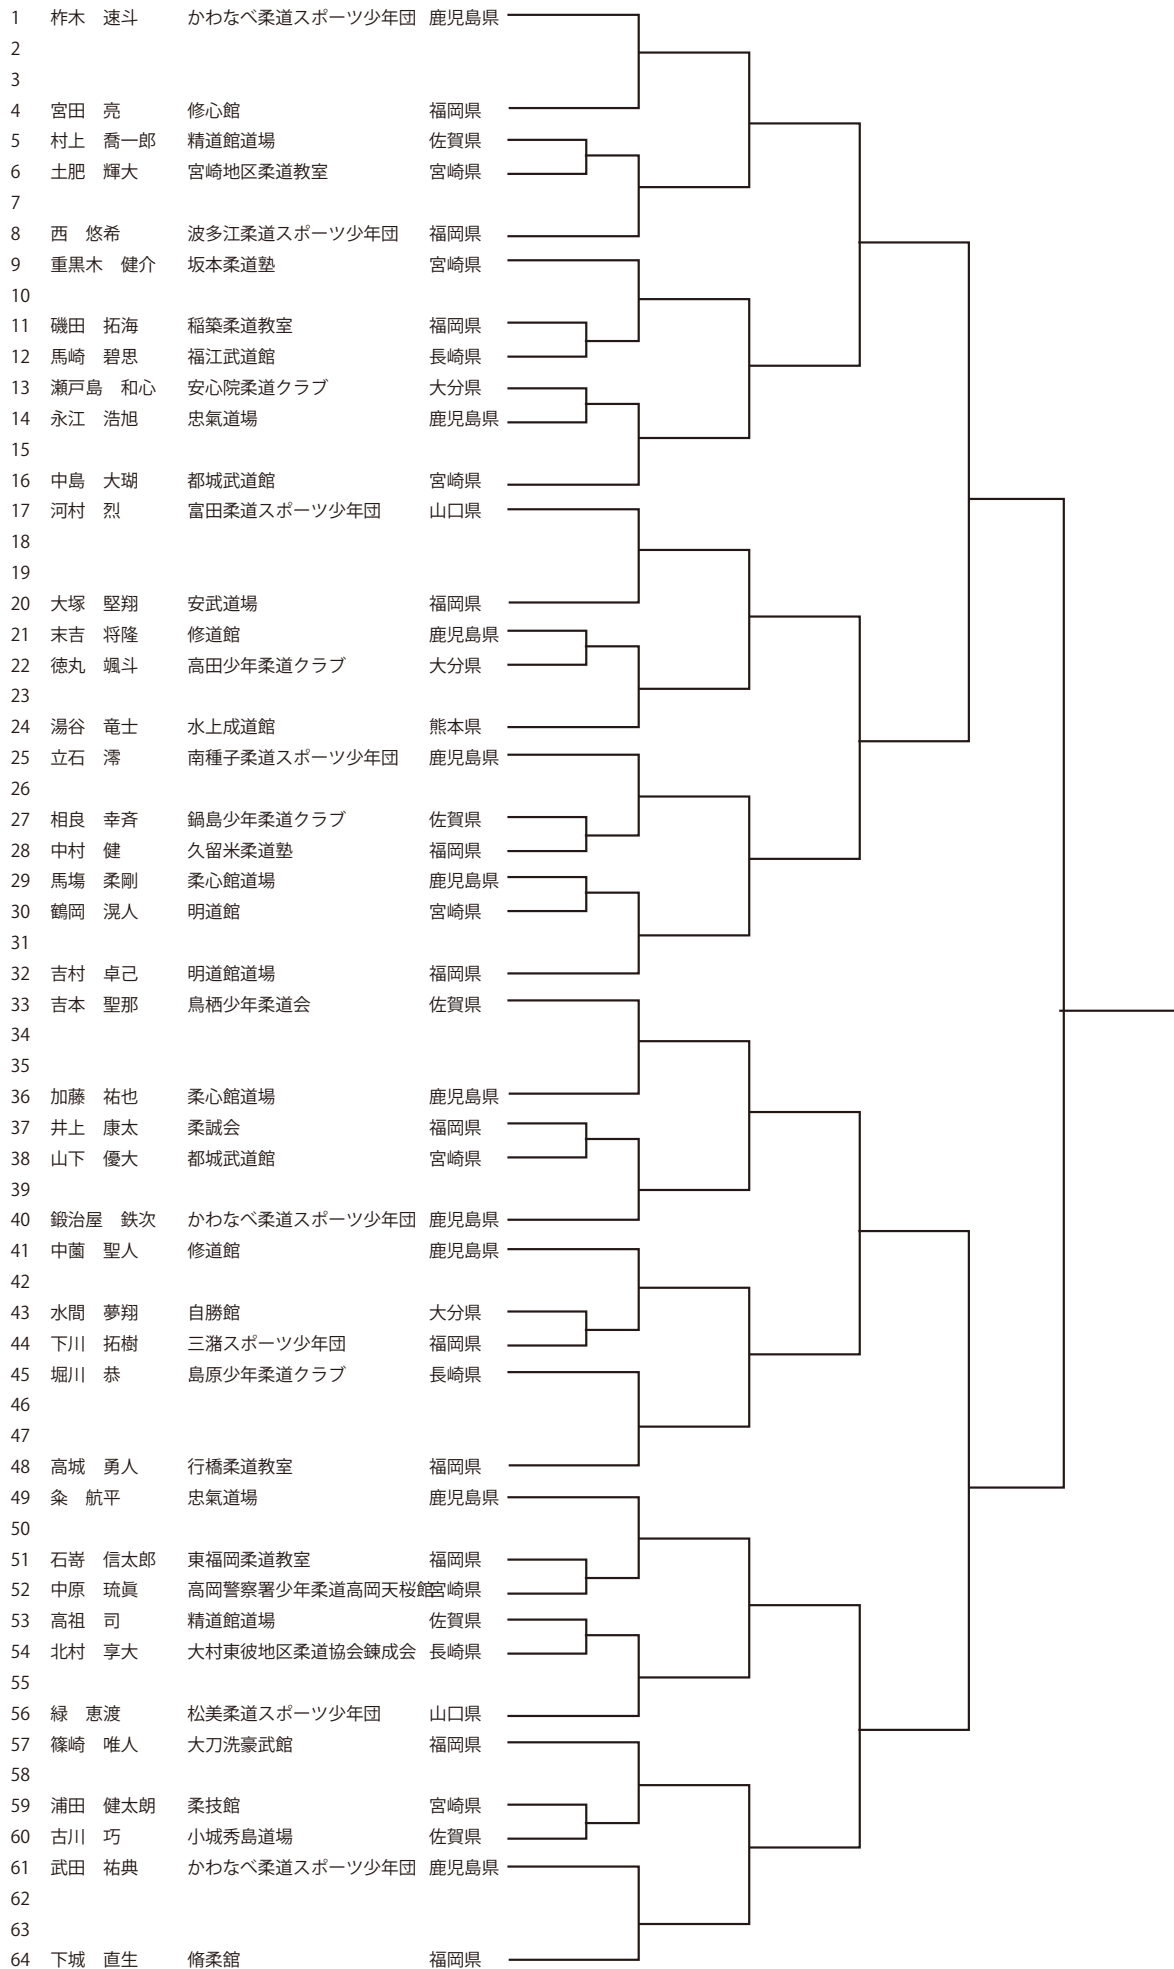 1 柞木　速斗 かわなべ柔道スポーツ少年団 鹿児島県
2
3
4 宮田　亮 修心館 福岡県
5 村上　喬一郎 精道館道場 佐賀県
6 土肥　輝大 宮崎地区柔道教室 宮崎県
7
8 西　悠希 波多江柔道スポーツ少年団 福岡県
9 重黒木　健介 坂本柔道塾 宮崎県
10
11 磯田　拓海 稲築柔道教室 福岡県
12 馬崎　碧思 福江武道館 長崎県
13 瀬戸島　和心 安心院柔道クラブ 大分県
14 永江　浩旭 忠氣道場 鹿児島県
15
16 中島　大瑚 都城武道館 宮崎県
17 河村　烈 富田柔道スポーツ少年団 山口県
18
19
20 大塚　堅翔 安武道場 福岡県
21 末吉　将隆 修道館 鹿児島県
22 徳丸　颯斗 高田少年柔道クラブ 大分県
23
24 湯谷　竜士 水上成道館 熊本県
25 立石　澪 南種子柔道スポーツ少年団 鹿児島県
26
27 相良　幸斉 鍋島少年柔道クラブ 佐賀県
28 中村　健 久留米柔道塾 福岡県
29 馬塲　柔剛 柔心館道場 鹿児島県
30 鶴岡　滉人 明道館 宮崎県
31
32 吉村　卓己 明道館道場 福岡県
33 吉本　聖那 鳥栖少年柔道会 佐賀県
34
35
36 加藤　祐也 柔心館道場 鹿児島県
37 井上　康太 柔誠会 福岡県
38 山下　優大 都城武道館 宮崎県
39
40 鍛治屋　鉄次 かわなべ柔道スポーツ少年団 鹿児島県
41 中薗　聖人 修道館 鹿児島県
42
43 水間　夢翔 自勝館 大分県
44 下川　拓樹 三潴スポーツ少年団 福岡県
45 堀川　恭 島原少年柔道クラブ 長崎県
46
47
48 高城　勇人 行橋柔道教室 福岡県
49 粂　航平 忠氣道場 鹿児島県
50
51 石嵜　信太郎 東福岡柔道教室 福岡県
52 中原　琉眞 高岡警察署少年柔道高岡天桜館 宮崎県
53 高祖　司 精道館道場 佐賀県
54 北村　享大 大村東彼地区柔道協会錬成会 長崎県
55
56 緑　恵渡 松美柔道スポーツ少年団 山口県
57 篠崎　唯人 大刀洗豪武館 福岡県
58
59 浦田　健太朗 柔技館 宮崎県
60 古川　巧 小城秀島道場 佐賀県
61 武田　祐典 かわなべ柔道スポーツ少年団 鹿児島県
62
63
64 下城　直生 脩柔舘 福岡県